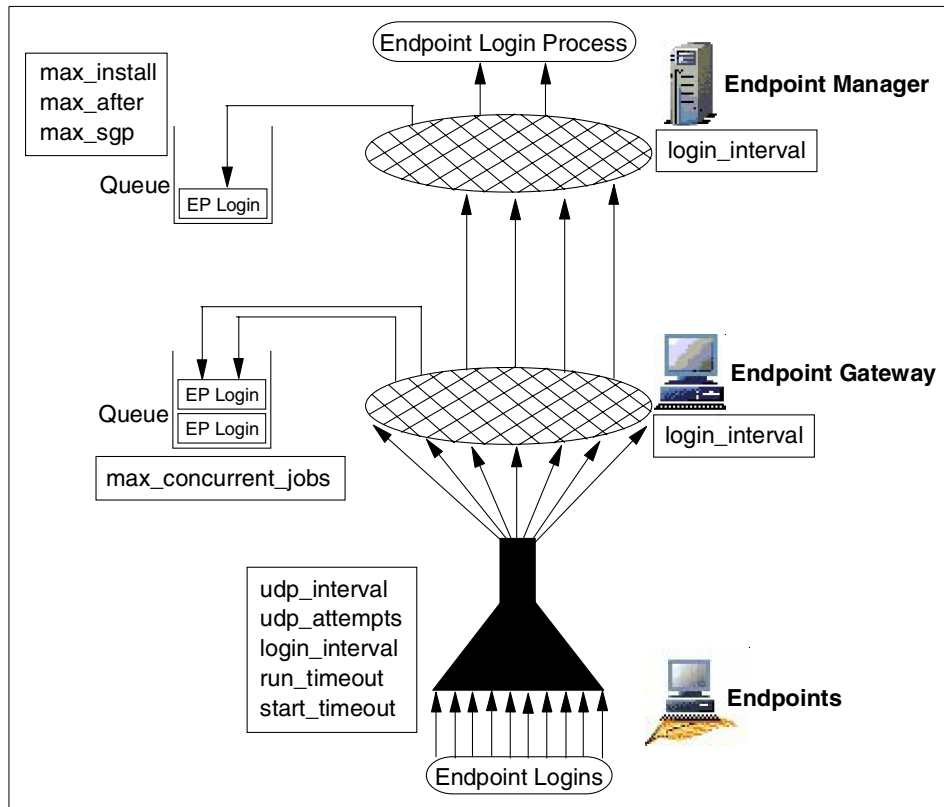 Endpoint Login Process
max_install
max_after
max_sgp
Endpoint Manager
login_interval
Queue
EP Login
Endpoint Gateway
login_interval
EP Login
Queue
EP Login
max_concurrent_jobs
udp_interval
udp_attempts
login_interval
run_timeout
start_timeout
Endpoints
Endpoint Logins